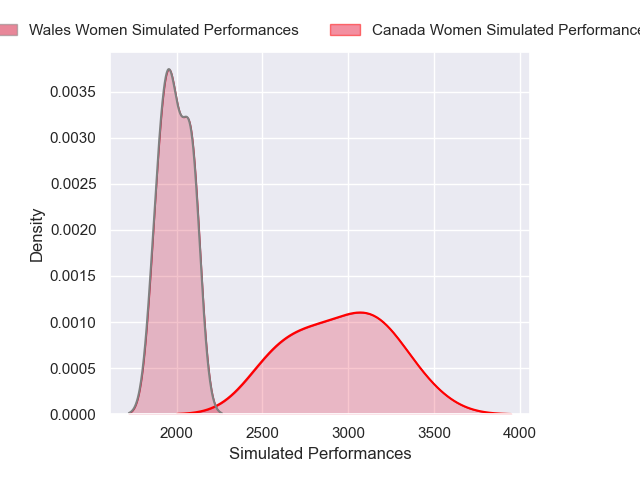 Wales Women Simulated Performances Canada Women Simulated Performance
0.0035
0.0030
0.0025
0.0020
0.0015
0.0010
0.0005
0.0000
Density
2000 2500 3000 3500 4000
Simulated Performances